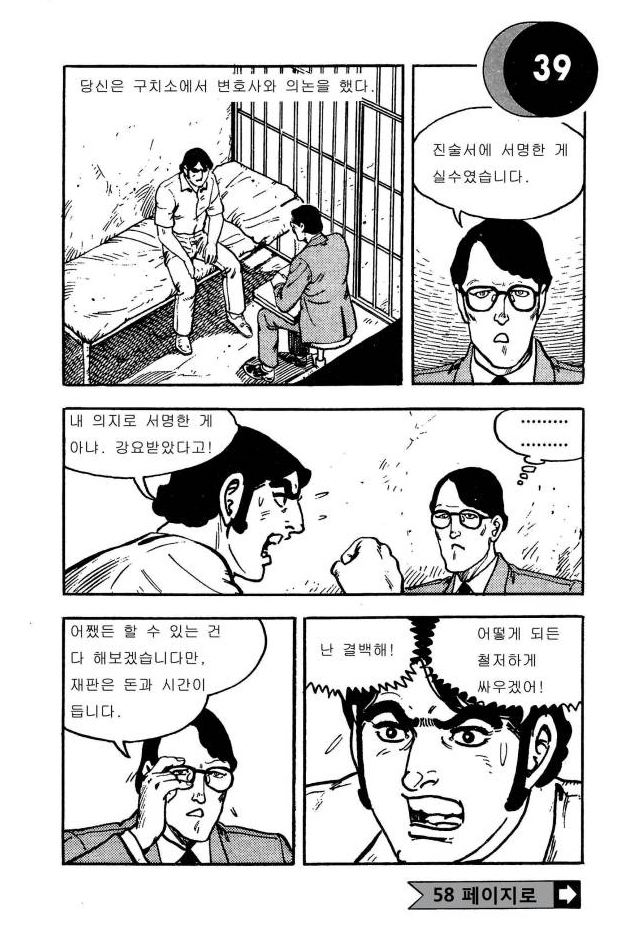 39
당신은 구치소에서 변호사와 의논을 했다.
진술서에 서명한 게
실수였습니다.
내 의지로 서명한 게
아냐. 강요받았다고!
·········
·········
어쨌든 할 수 있는 건
다 해보겠습니다만,
재판은 돈과 시간이
듭니다.
난 결백해!
어떻게 되든
철저하게
싸우겠어!
58 페이지로